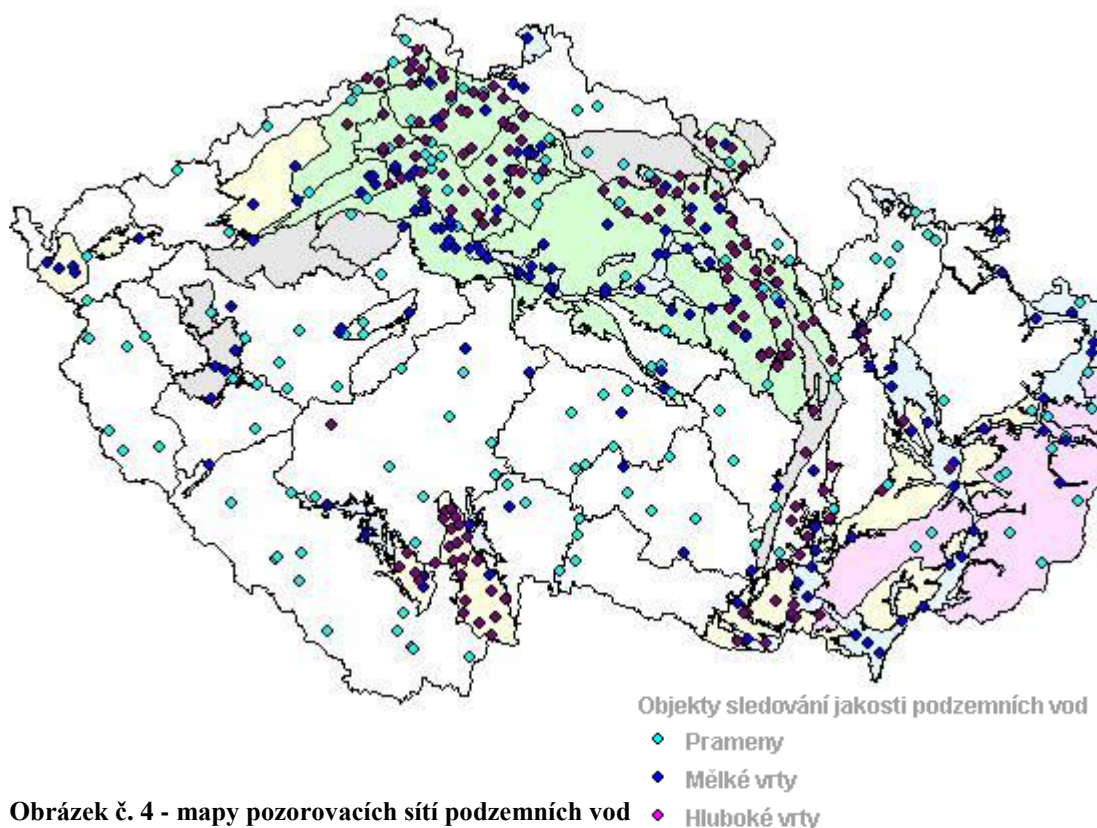 Objekty sledování jakosti podzemních vod
Prameny
Mělké vrty
Hluboké vrty
Obrázek č. 4 - mapy pozorovacích sítí podzemních vod